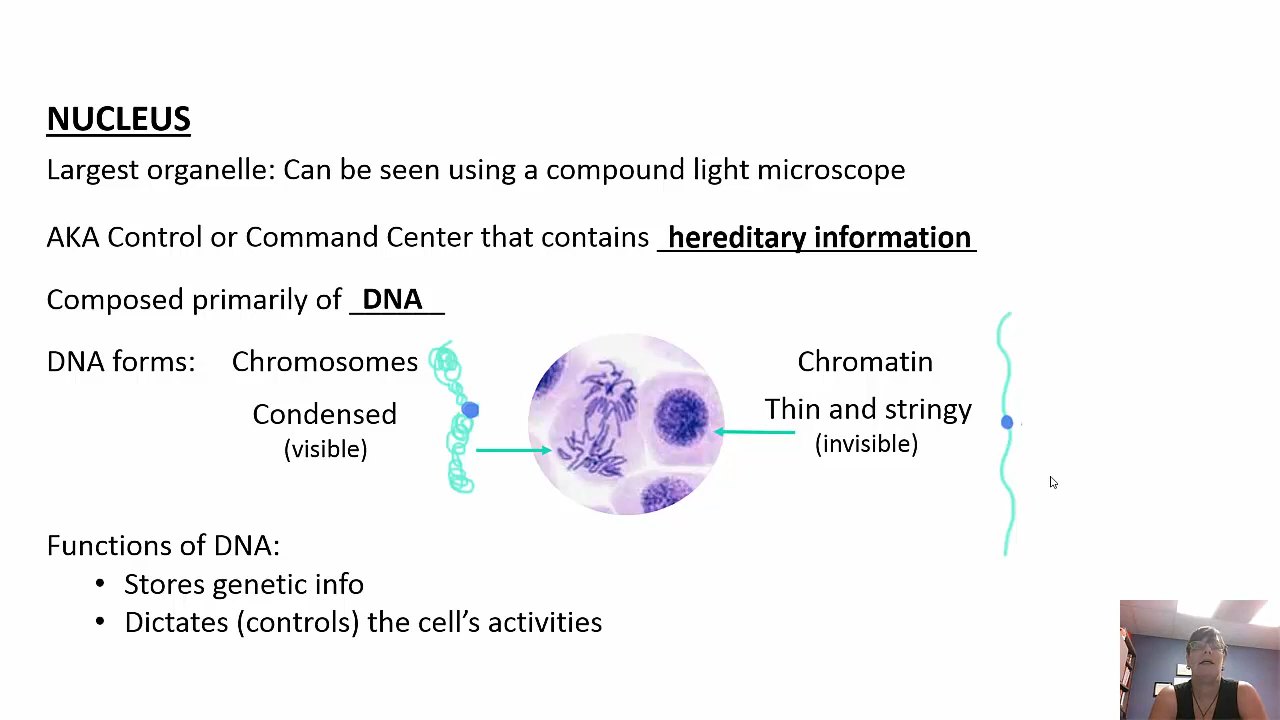 NUCLEUS
Largest organelle: Can be seen using a compound light microscope
AKA Control or Command Center that contains hereditary information
Composed primarily of DNA
DNA forms: Chromosomes Chromatin
Condensed Thin and stringy
(visible) (invisible)
Functions of DNA:
• Stores genetic info
• Dictates (controls) the cell’s activities